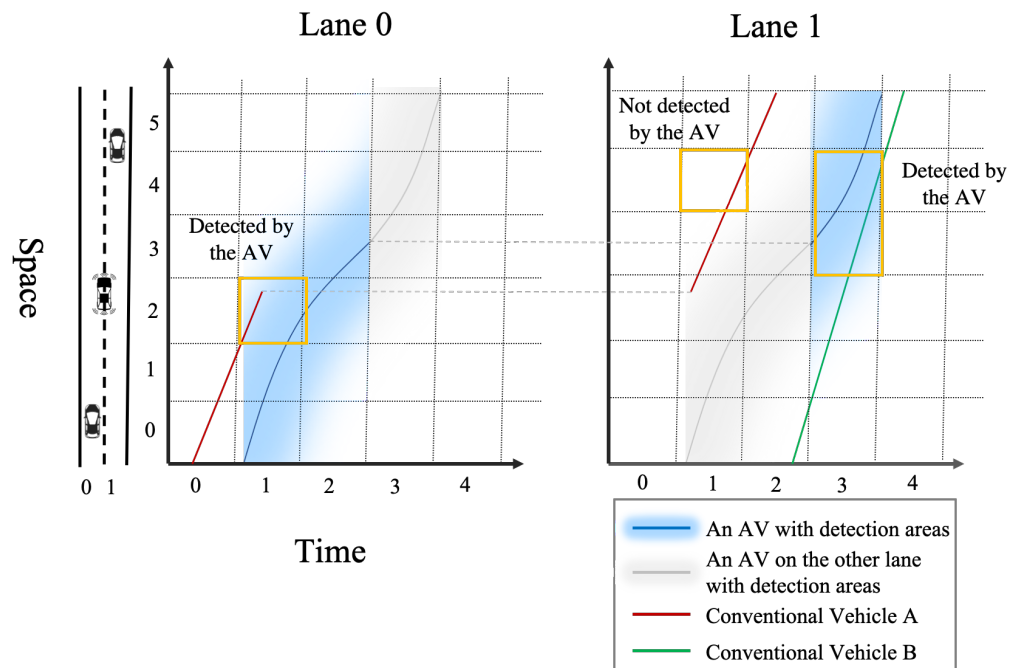 Lane 0
Lane 1
Space
5
4
3
2
1
0
Detected by
the AV
Not detected
by the AV
Detected by
the AV
0 1
0 1 2 3 4
0 1 2 3 4
Time
An AV with detection areas
An AV on the other lane
with detection areas
Conventional Vehicle A
Conventional Vehicle B